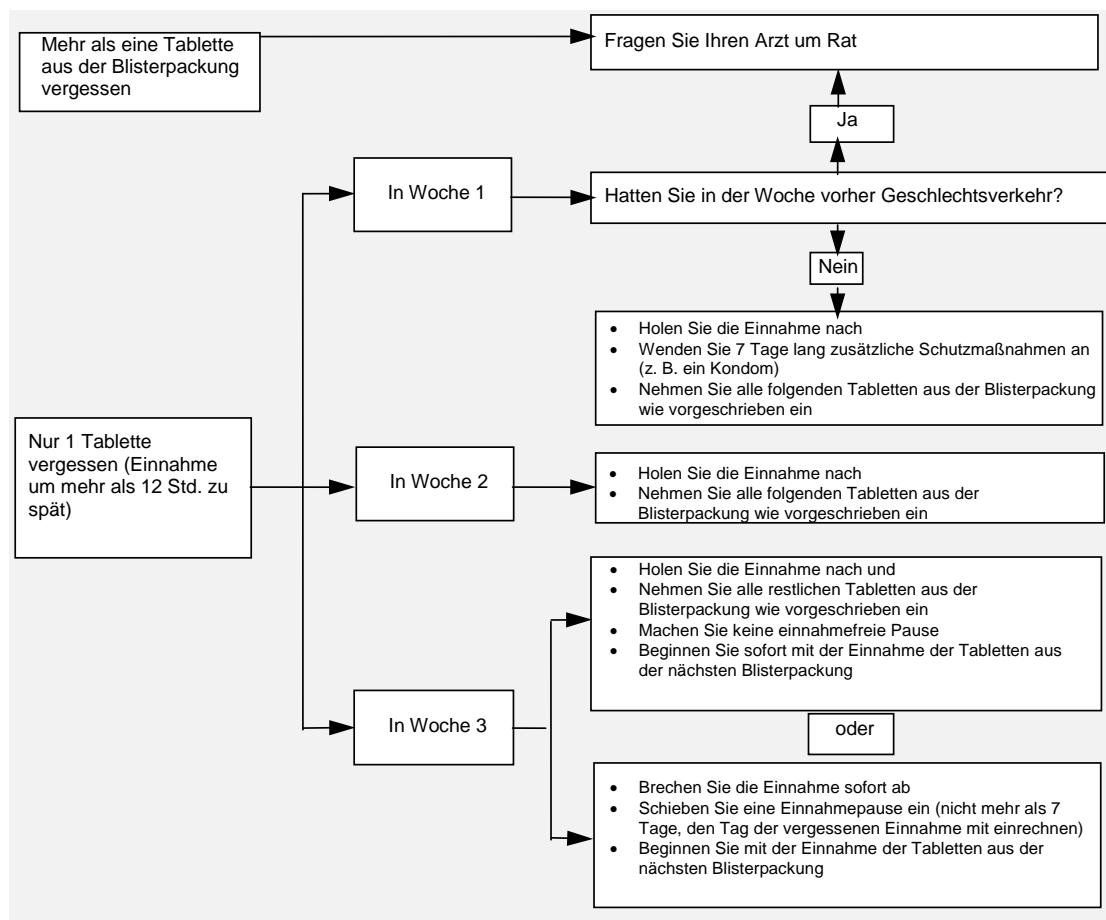 Mehr als eine Tablette
aus der Blisterpackung
vergessen
Fragen Sie Ihren Arzt um Rat
Ja
In Woche 1
Hatten Sie in der Woche vorher Geschlechtsverkehr?
Nein
• Holen Sie die Einnahme nach
• Wenden Sie 7 Tage lang zusätzliche Schutzmaßnahmen an
(z. B. ein Kondom)
• Nehmen Sie alle folgenden Tabletten aus der Blisterpackung
wie vorgeschrieben ein
Nur 1 Tablette
vergessen (Einnahme
um mehr als 12 Std. zu
spät)
In Woche 2
• Holen Sie die Einnahme nach
• Nehmen Sie alle folgenden Tabletten aus der
Blisterpackung wie vorgeschrieben ein
• Holen Sie die Einnahme nach und
• Nehmen Sie alle restlichen Tabletten aus der
Blisterpackung wie vorgeschrieben ein
• Machen Sie keine einnahmefreie Pause
• Beginnen Sie sofort mit der Einnahme der Tabletten aus
der nächsten Blisterpackung
In Woche 3
oder
• Brechen Sie die Einnahme sofort ab
• Schieben Sie eine Einnahmepause ein (nicht mehr als 7
Tage, den Tag der vergessenen Einnahme mit einrechnen)
• Beginnen Sie mit der Einnahme der Tabletten aus der
nächsten Blisterpackung